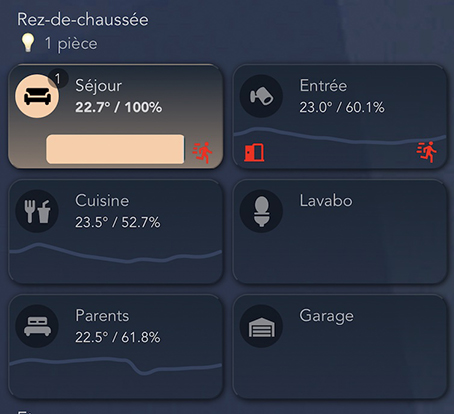 Rez-de-chaussée
1 pièce
1
Séjour
22.7° / 100%
Entrée
23.0° / 60.1%
Cuisine
23.5° / 52.7%
Lavabo
Parents
22.5° / 61.8%
Garage